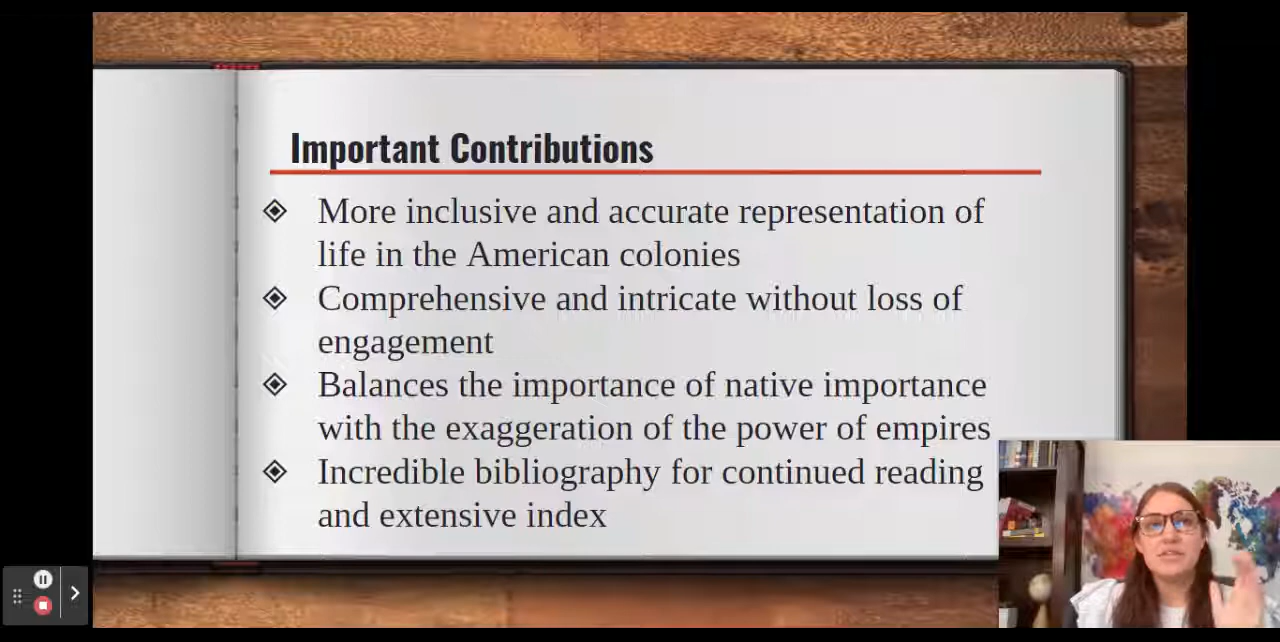 Important Contributions
More inclusive and accurate representation of
life in the American colonies
Comprehensive and intricate without loss of
engagement
Balances the importance of native importance
with the exaggeration of the power of empires
Incredible bibliography for continued reading
and extensive index